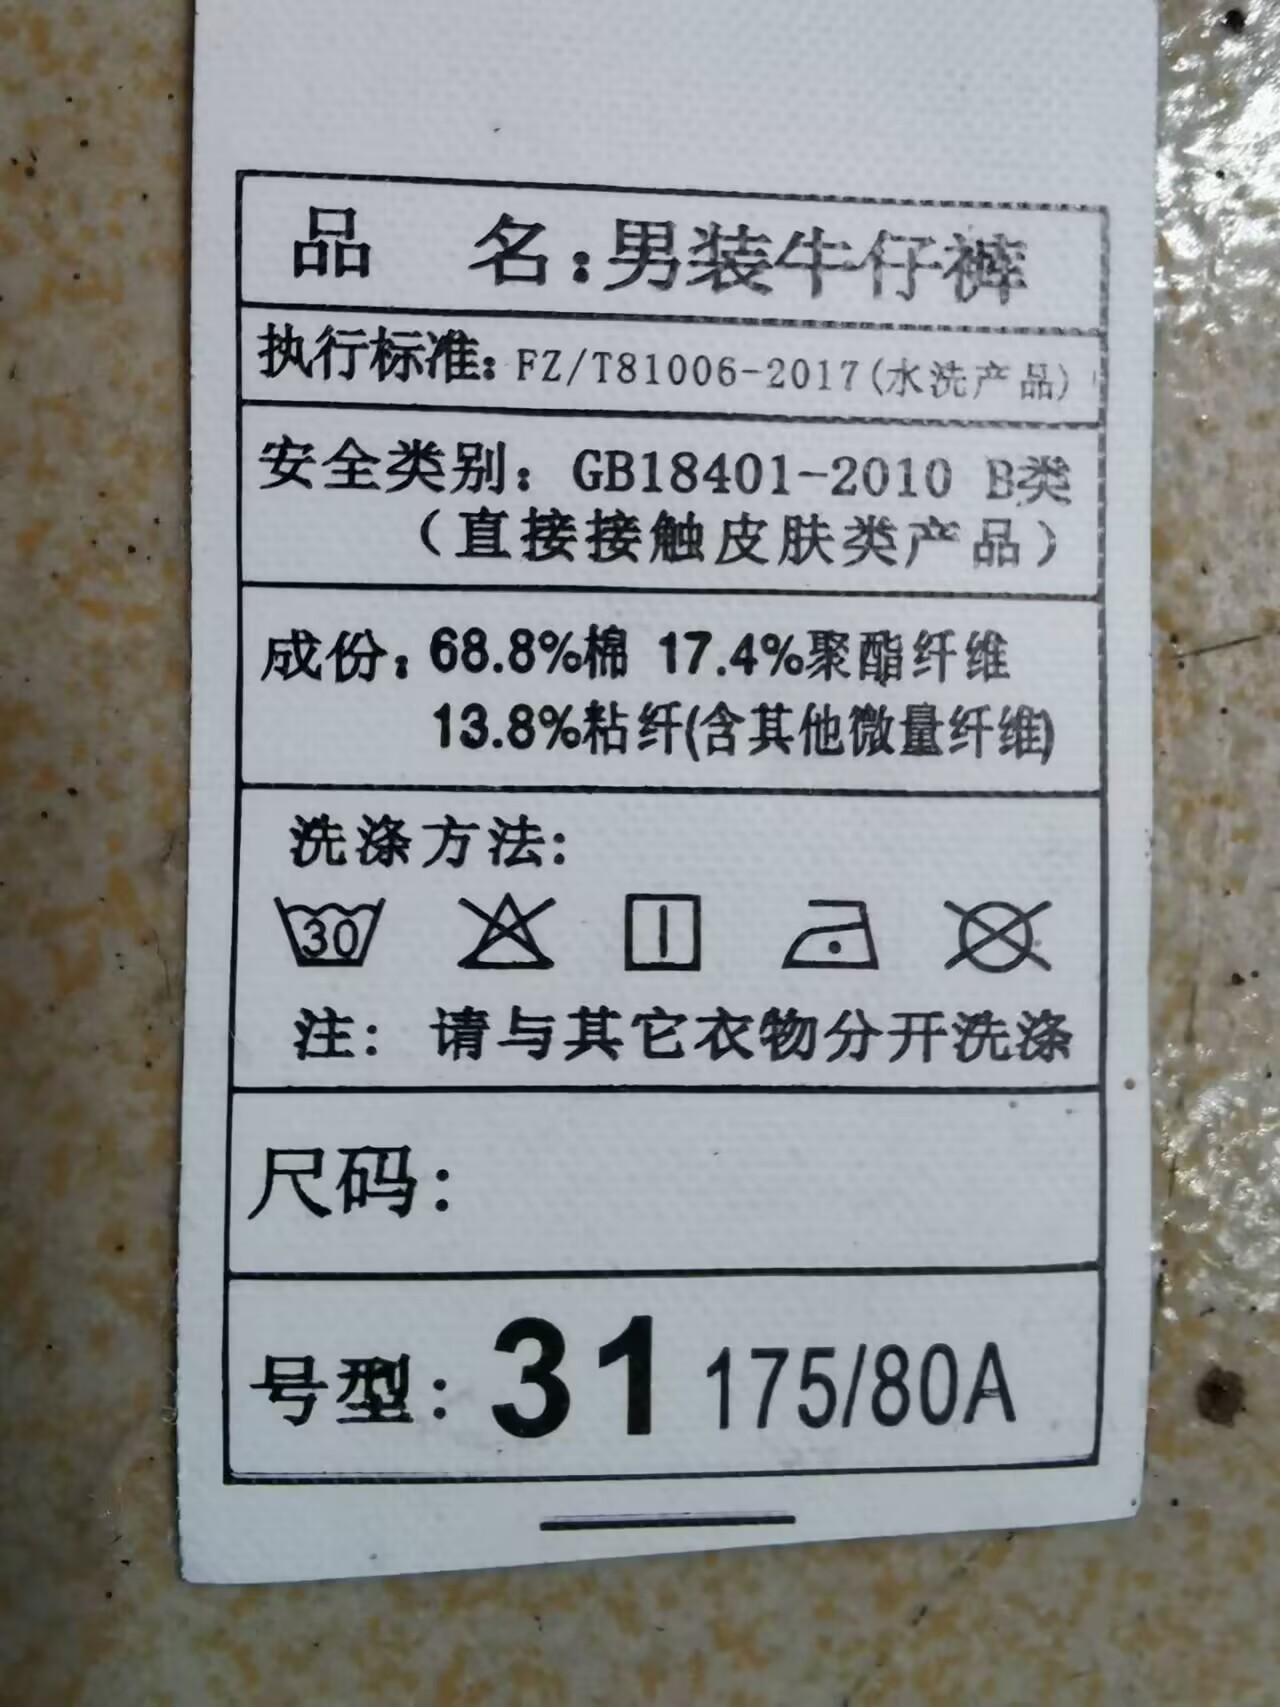 品 名：男装牛仔裤
执行标准：FZ/T81006-2017(水洗产品)
安全类别：GB18401-2010 B类
（直接接触皮肤类产品）
成份：68.8%棉 17.4%聚酯纤维
13.8%粘纤(含其他微量纤维)
洗涤方法：
30
注：请与其它衣物分开洗涤
尺码：
号型：31 175/80A